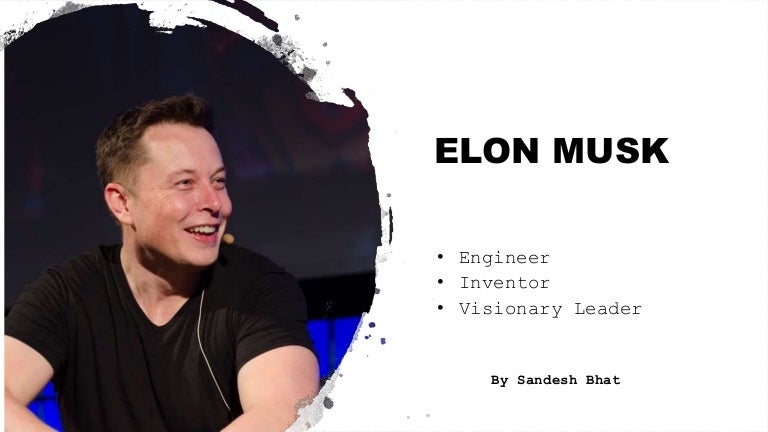 ELON MUSK
• Engineer
• Inventor
• Visionary Leader
By Sandesh Bhat